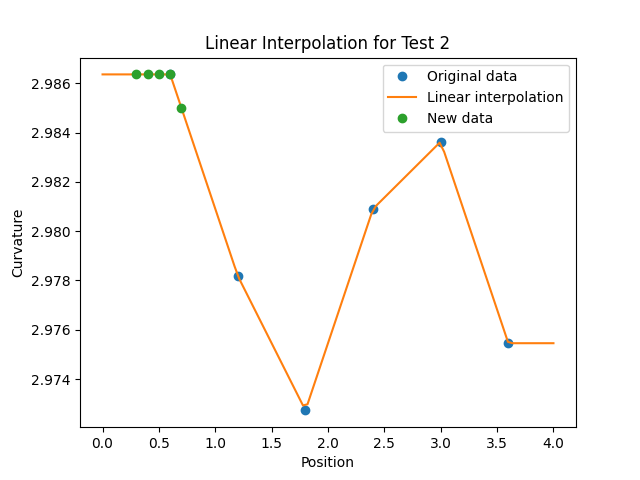 Linear Interpolation for Test 2
Original data
Linear interpolation
New data
2.986
2.984
2.982
2.980
2.978
2.976
2.974
Curvature
0.0 0.5 1.0 1.5 2.0 2.5 3.0 3.5 4.0
Position